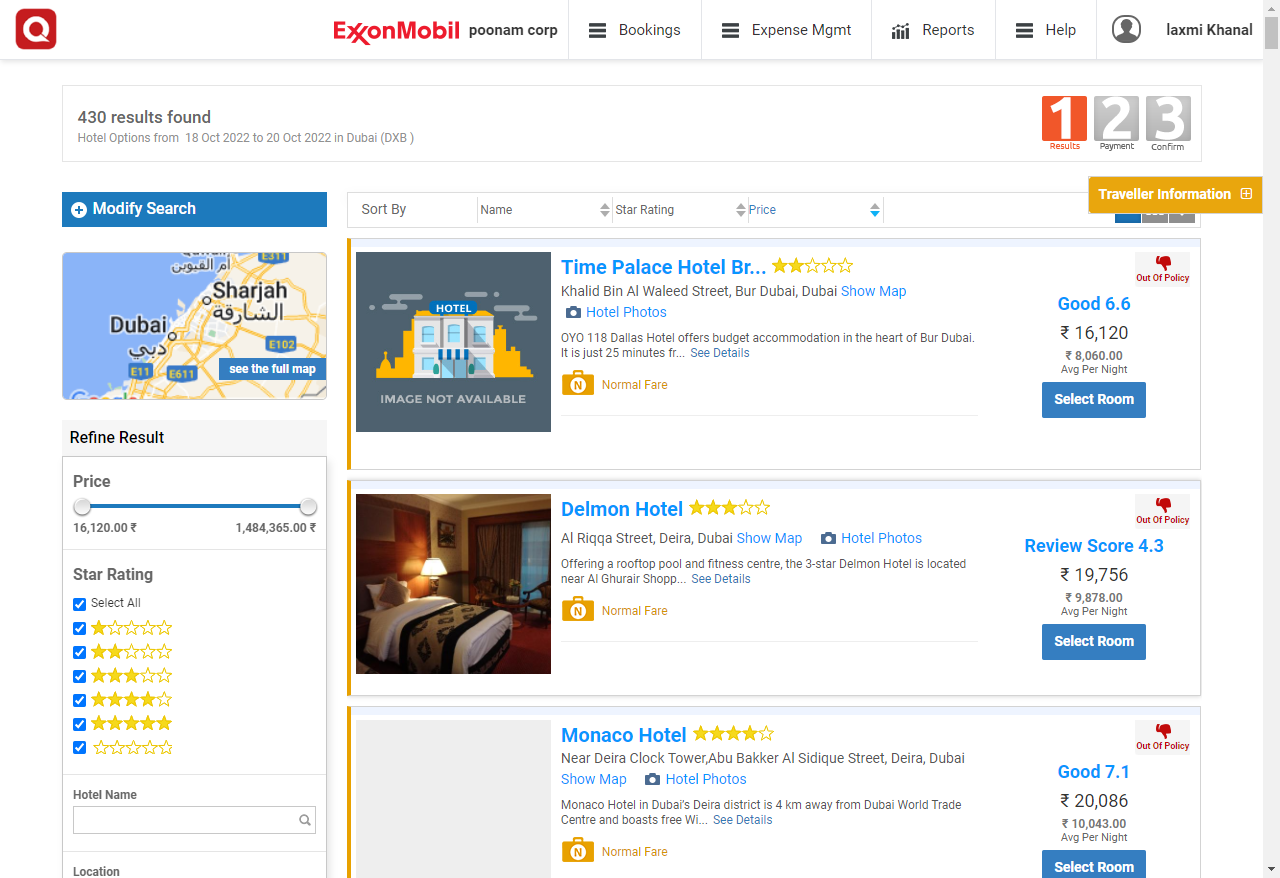 Q
ExxonMobil poonam corp Bookings Expense Mgmt Reports Help laxmi Khanal
430 results found
Hotel Options from 18 Oct 2022 to 20 Oct 2022 in Dubai (DXB )
1 2 3
Results Payment Confirm
Traveller Information
Modify Search
Sort By Name Star Rating Price
E311
أم القيوين
Sharjah
الشارقة
Dubai
دبي
E102
E11 E611
see the full map
Google
Refine Result
Price
16,120.00 ₹ 1,484,365.00 ₹
Star Rating
Select All
Hotel Name
Location
HOTEL
IMAGE NOT AVAILABLE
Time Palace Hotel Br...
Khalid Bin Al Waleed Street, Bur Dubai, Dubai Show Map
Hotel Photos
OYO 118 Dallas Hotel offers budget accommodation in the heart of Bur Dubai.
It is just 25 minutes fr... See Details
N Normal Fare
Out Of Policy
Good 6.6
₹ 16,120
₹ 8,060.00
Avg Per Night
Select Room
Delmon Hotel
Al Riqqa Street, Deira, Dubai Show Map Hotel Photos
Offering a rooftop pool and fitness centre, the 3-star Delmon Hotel is located
near Al Ghurair Shopp... See Details
N Normal Fare
Out Of Policy
Review Score 4.3
₹ 19,756
₹ 9,878.00
Avg Per Night
Select Room
Monaco Hotel
Near Deira Clock Tower,Abu Bakker Al Sidique Street, Deira, Dubai
Show Map Hotel Photos
Monaco Hotel in Dubai's Deira district is 4 km away from Dubai World Trade
Centre and boasts free Wi... See Details
N Normal Fare
Out Of Policy
Good 7.1
₹ 20,086
₹ 10,043.00
Avg Per Night
Select Room